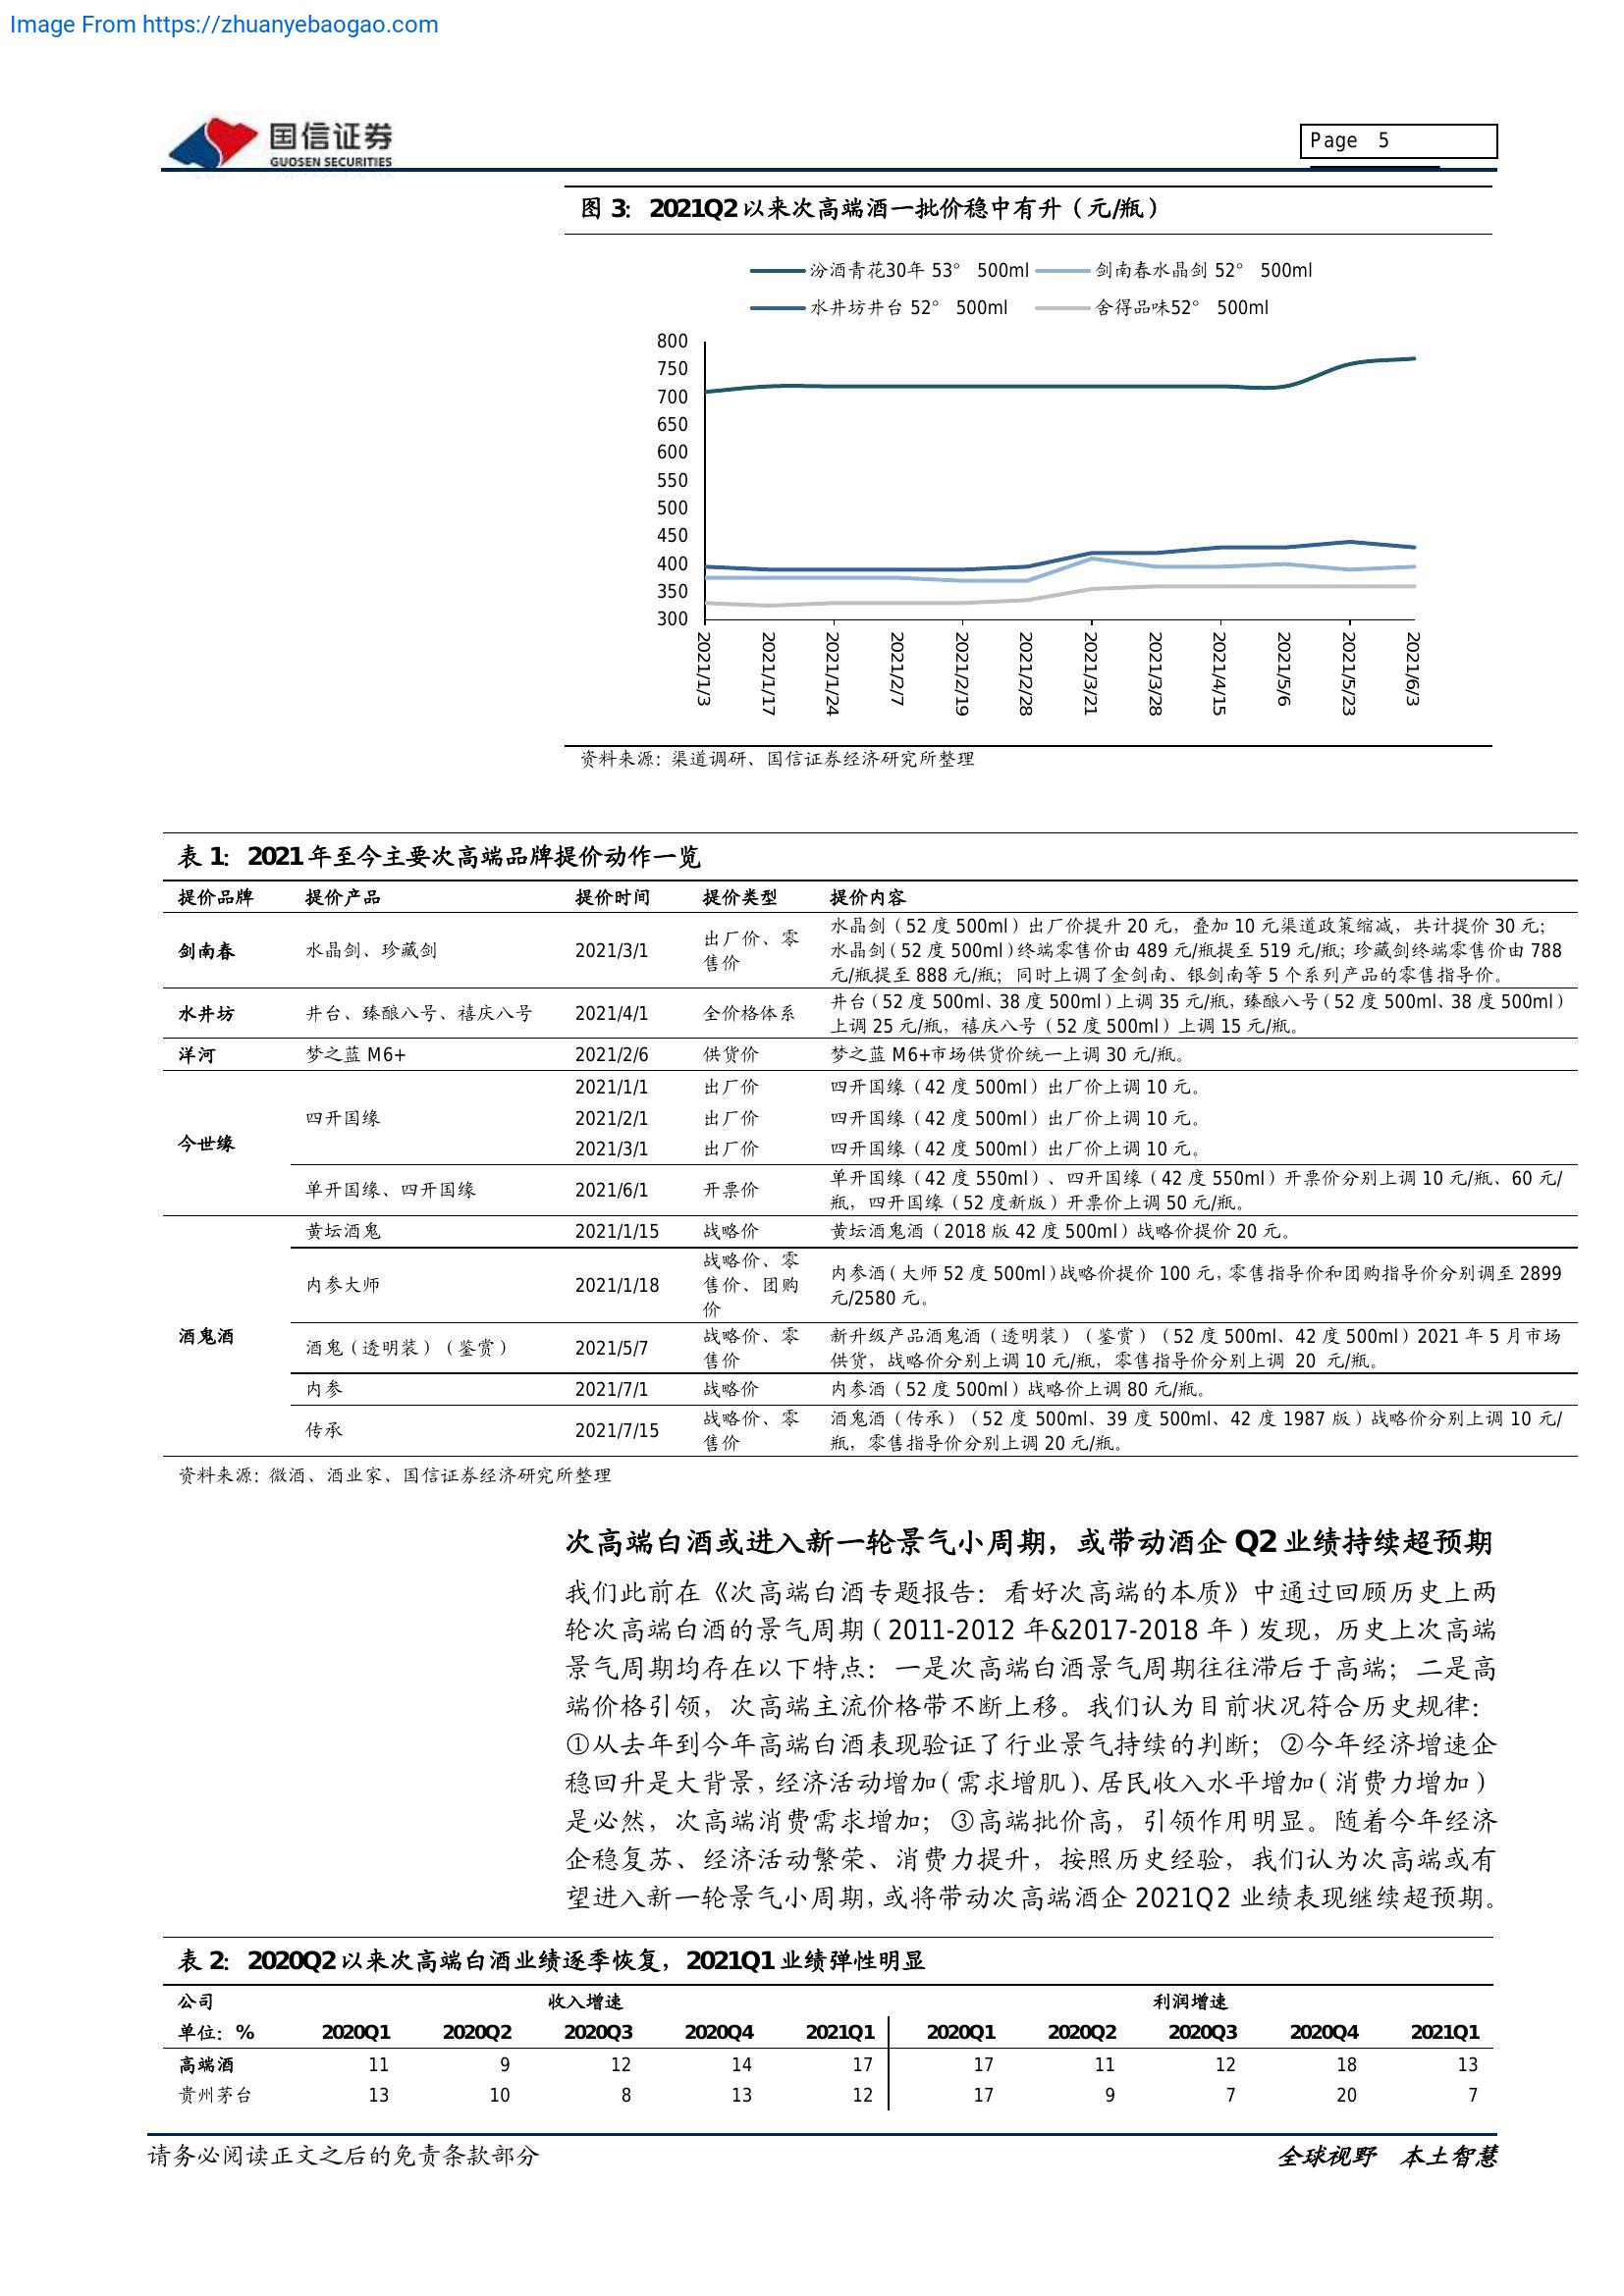 Image From https://zhuanyebaogao.com
国信证券
GUOSEN SECURITIES
Page 5
图 3：2021Q2以来次高端酒一批价稳中有升（元/瓶）
汾酒青花30年 53° 500ml
剑南春水晶剑 52° 500ml
水井坊井台 52° 500ml
舍得品味52° 500ml
800
750
700
650
600
550
500
450
400
350
300
2021/1/3
2021/1/17
2021/1/24
2021/2/7
2021/2/19
2021/2/28
2021/3/21
2021/3/28
2021/4/15
2021/5/6
2021/5/23
2021/6/3
资料来源：渠道调研、国信证券经济研究所整理
表 1：2021年至今主要次高端品牌提价动作一览
提价品牌 提价产品 提价时间 提价类型 提价内容
剑南春 水晶剑、珍藏剑 2021/3/1 出厂价、零
售价
水晶剑（52 度 500ml）出厂价提升 20 元，叠加 10 元渠道政策缩减，共计提价 30 元；
水晶剑（52 度 500ml)终端零售价由 489 元/瓶提至 519 元/瓶；珍藏剑终端零售价由 788
元/瓶提至 888 元/瓶；同时上调了金剑南、银剑南等 5 个系列产品的零售指导价。
水井坊 井台、臻酿八号、禧庆八号 2021/4/1 全价格体系
井台（52 度 500ml、38 度 500ml）上调 35 元/瓶，臻酿八号（52 度 500ml、38 度 500ml）
上调 25 元/瓶，禧庆八号（52 度 500ml）上调 15 元/瓶。
洋河 梦之蓝 M6+ 2021/2/6 供货价 梦之蓝 M6+市场供货价统一上调 30 元/瓶。
今世缘
四开国缘
2021/1/1 出厂价 四开国缘（42 度 500ml）出厂价上调 10 元。
2021/2/1 出厂价 四开国缘（42 度 500ml）出厂价上调 10 元。
2021/3/1 出厂价 四开国缘（42 度 500ml）出厂价上调 10 元。
单开国缘、四开国缘 2021/6/1 开票价
单开国缘（42 度 550ml）、四开国缘（42 度 550ml）开票价分别上调 10 元/瓶、60 元/
瓶，四开国缘（52 度新版）开票价上调 50 元/瓶。
酒鬼酒
黄坛酒鬼 2021/1/15 战略价 黄坛酒鬼酒（2018 版 42 度 500ml）战略价提价 20 元。
内参大师 2021/1/18 战略价、零
售价、团购
价
内参酒（大师 52 度 500ml)战略价提价 100 元，零售指导价和团购指导价分别调至 2899
元/2580 元。
酒鬼（透明装）（鉴赏） 2021/5/7 战略价、零
售价
新升级产品酒鬼酒（透明装）（鉴赏）（52 度 500ml、42 度 500ml）2021 年 5 月市场
供货，战略价分别上调 10 元/瓶，零售指导价分别上调 20 元/瓶。
内参 2021/7/1 战略价 内参酒（52 度 500ml）战略价上调 80 元/瓶。
传承 2021/7/15 战略价、零
售价
酒鬼酒（传承）（52 度 500ml、39 度 500ml、42 度 1987 版）战略价分别上调 10 元/
瓶，零售指导价分别上调 20 元/瓶。
资料来源：微酒、酒业家、国信证券经济研究所整理
次高端白酒或进入新一轮景气小周期，或带动酒企 Q2 业绩持续超预期
我们此前在《次高端白酒专题报告：看好次高端的本质》中通过回顾历史上两
轮次高端白酒的景气周期（2011-2012 年&2017-2018 年）发现，历史上次高端
景气周期均存在以下特点：一是次高端白酒景气周期往往滞后于高端；二是高
端价格引领，次高端主流价格带不断上移。我们认为目前状况符合历史规律：
①从去年到今年高端白酒表现验证了行业景气持续的判断；②今年经济增速企
稳回升是大背景，经济活动增加（需求增肌）、居民收入水平增加（消费力增加）
是必然，次高端消费需求增加；③高端批价高，引领作用明显。随着今年经济
企稳复苏、经济活动繁荣、消费力提升，按照历史经验，我们认为次高端或有
望进入新一轮景气小周期，或将带动次高端酒企 2021Q2 业绩表现继续超预期。
表 2：2020Q2以来次高端白酒业绩逐季恢复，2021Q1业绩弹性明显
公司 收入增速 利润增速
单位：% 2020Q1 2020Q2 2020Q3 2020Q4 2021Q1 2020Q1 2020Q2 2020Q3 2020Q4 2021Q1
高端酒 11 9 12 14 17 17 11 12 18 13
贵州茅台 13 10 8 13 12 17 9 7 20 7
请务必阅读正文之后的免责条款部分
全球视野 本土智慧